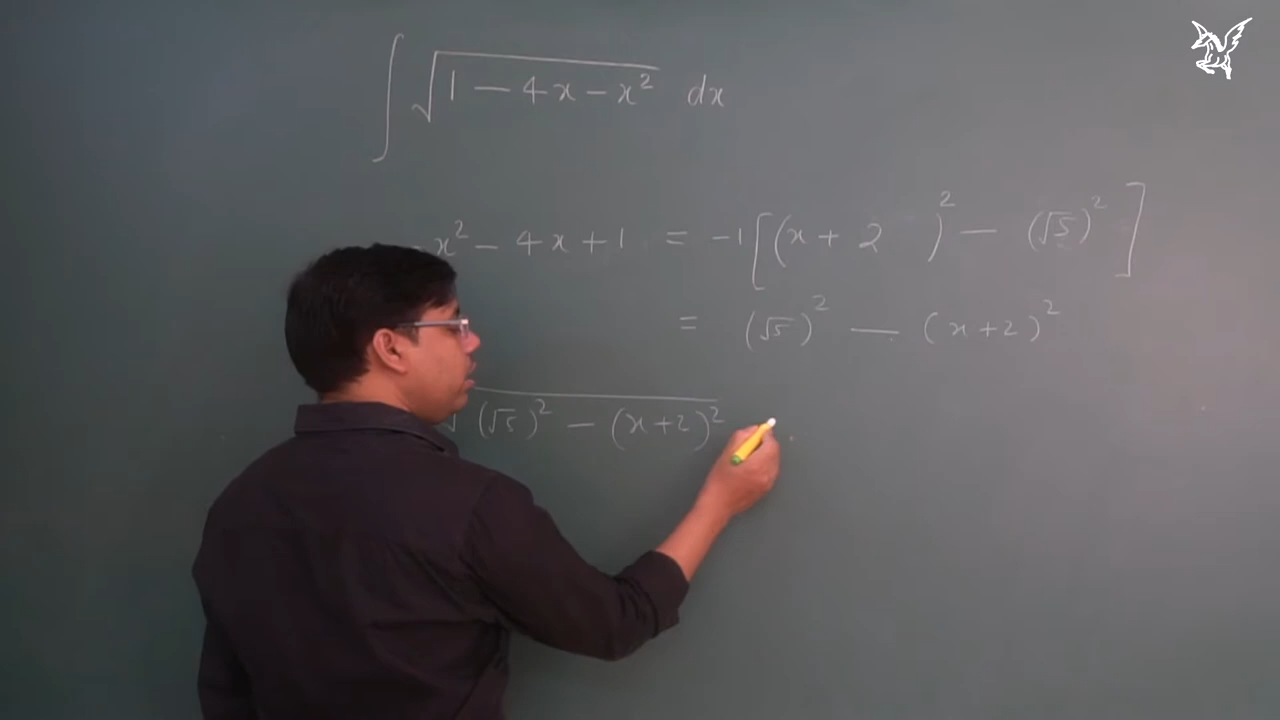 ∫ √(1 − 4x − x²) dx
x² − 4x + 1 = −1[(x + 2)² − (√5)²]
= (√5)² − (x + 2)²
√((√5)² − (x + 2)²)